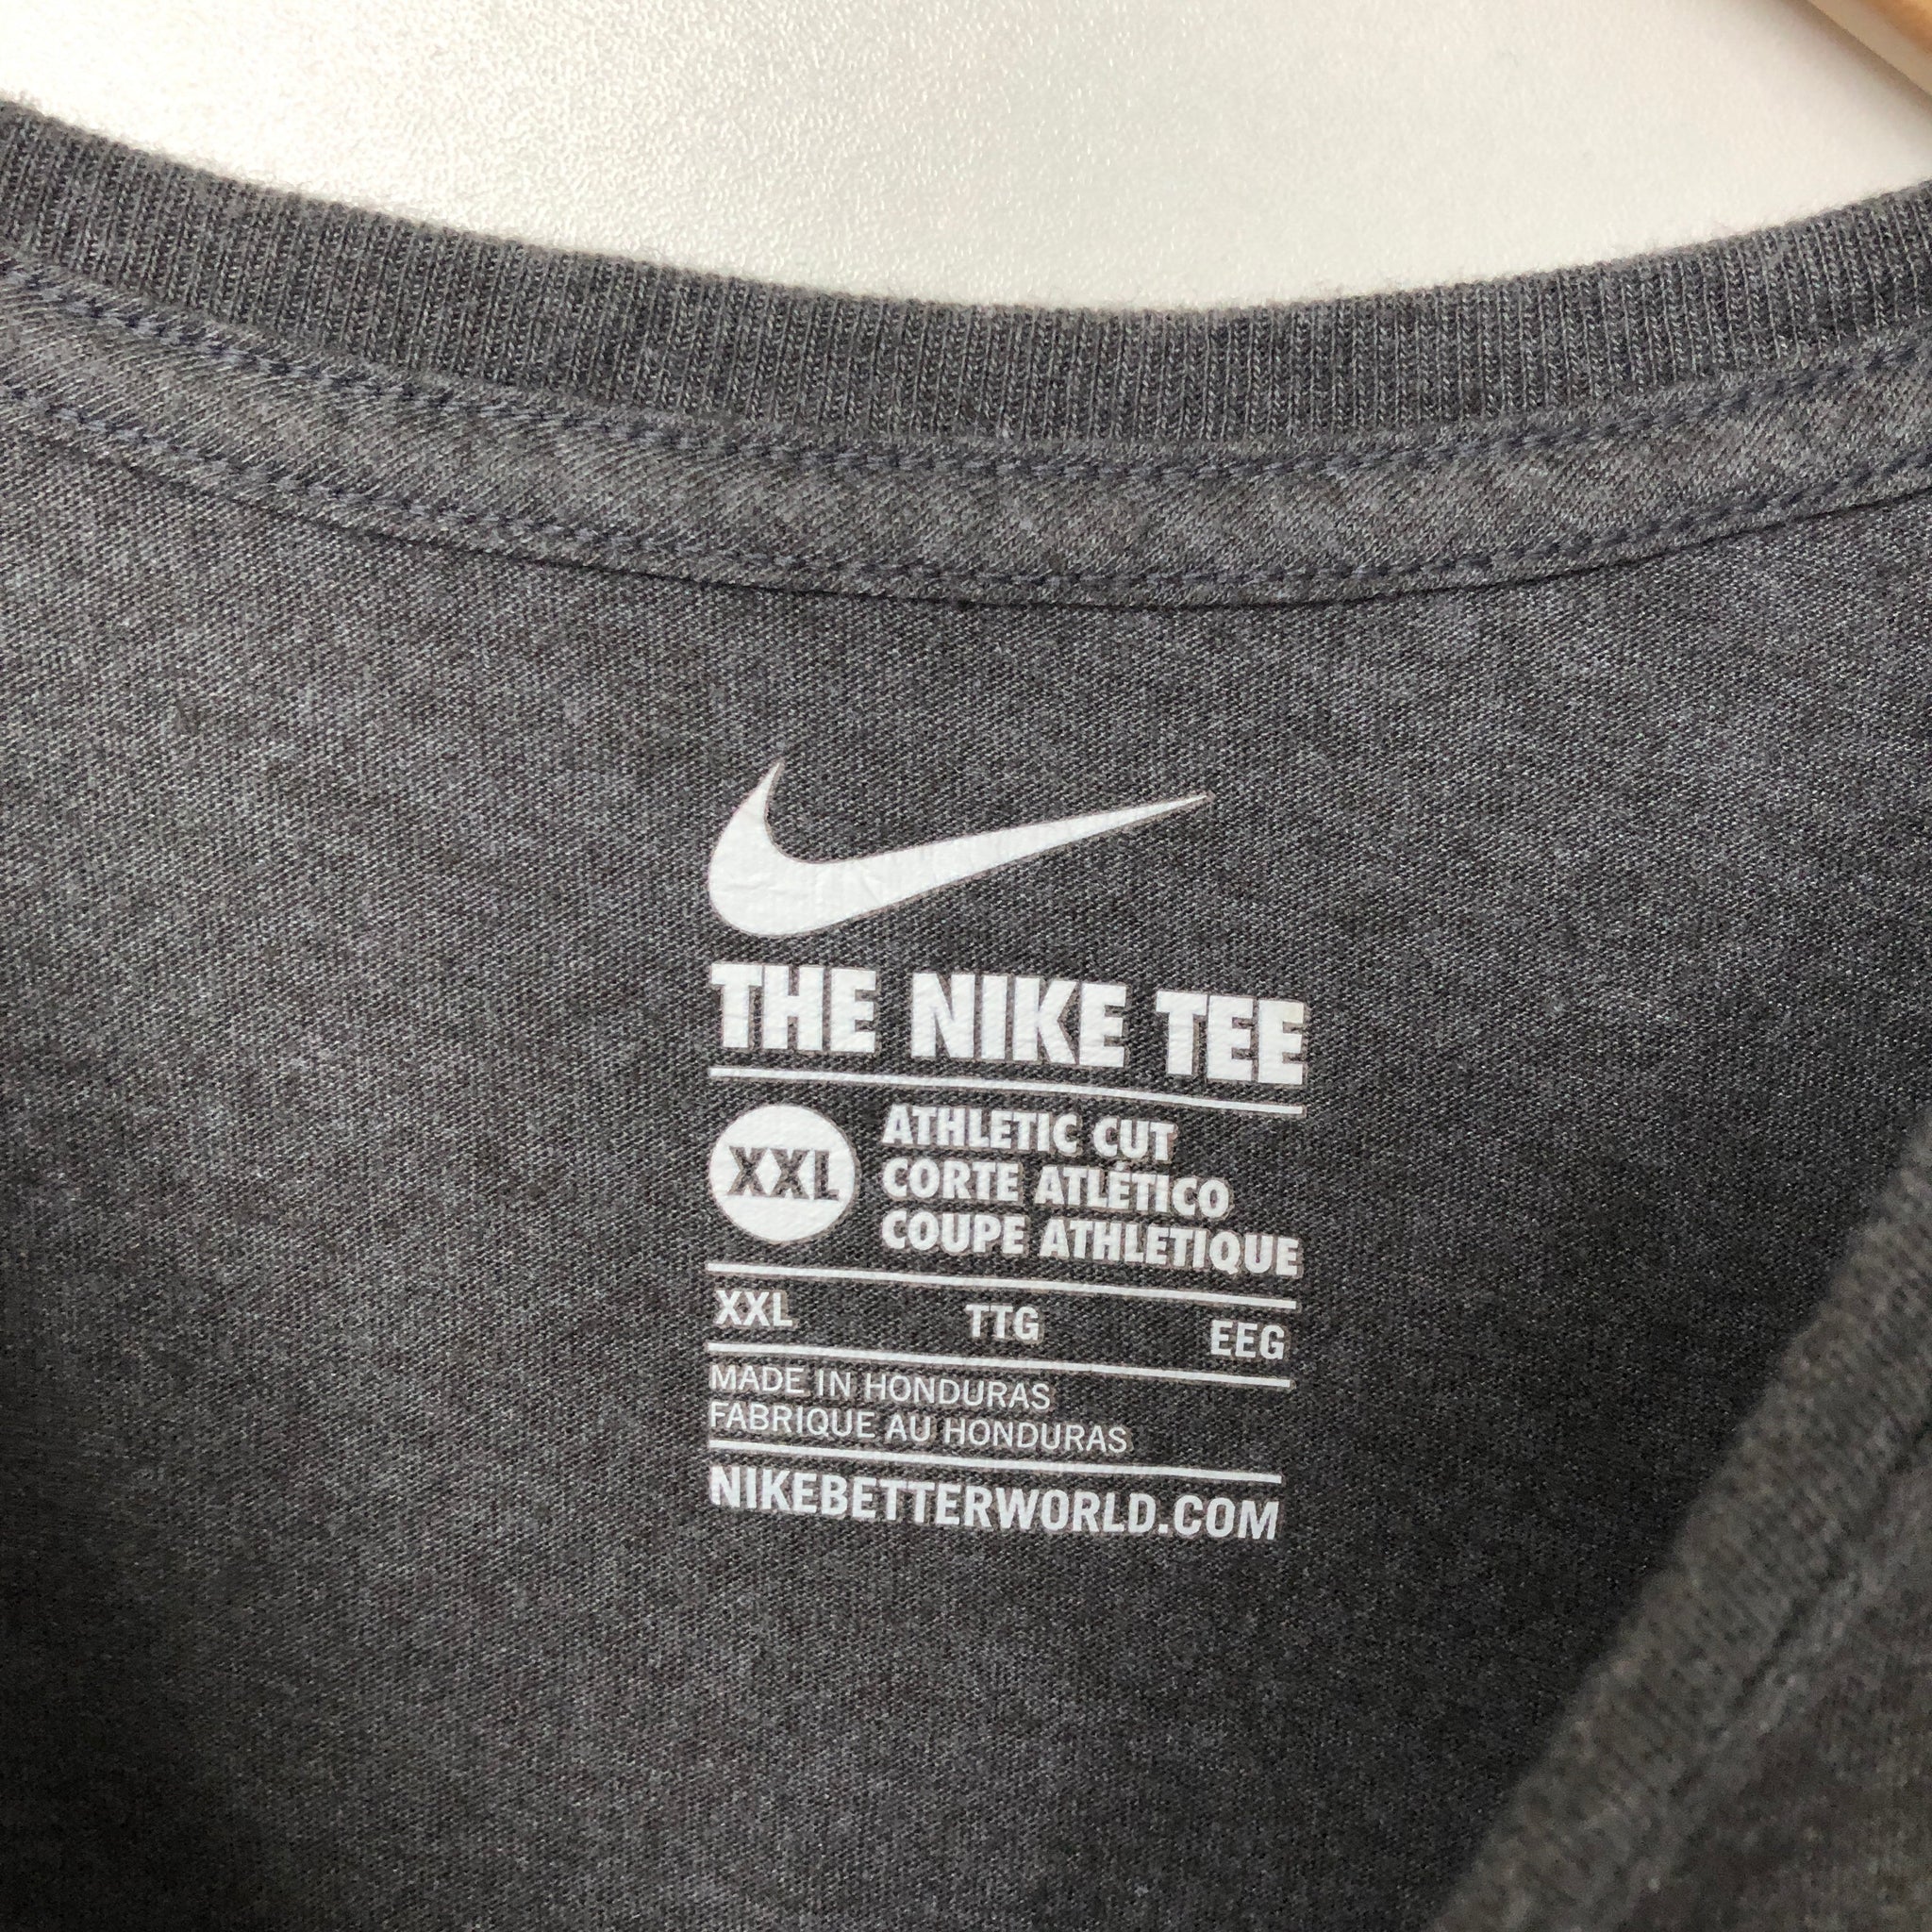 THE NIKE TEE
XXL
ATHLETIC CUT
CORTE ATLÉTICO
COUPE ATHLETIQUE
XXL TTG EEG
MADE IN HONDURAS
FABRIQUE AU HONDURAS
NIKEBETTERWORLD.COM